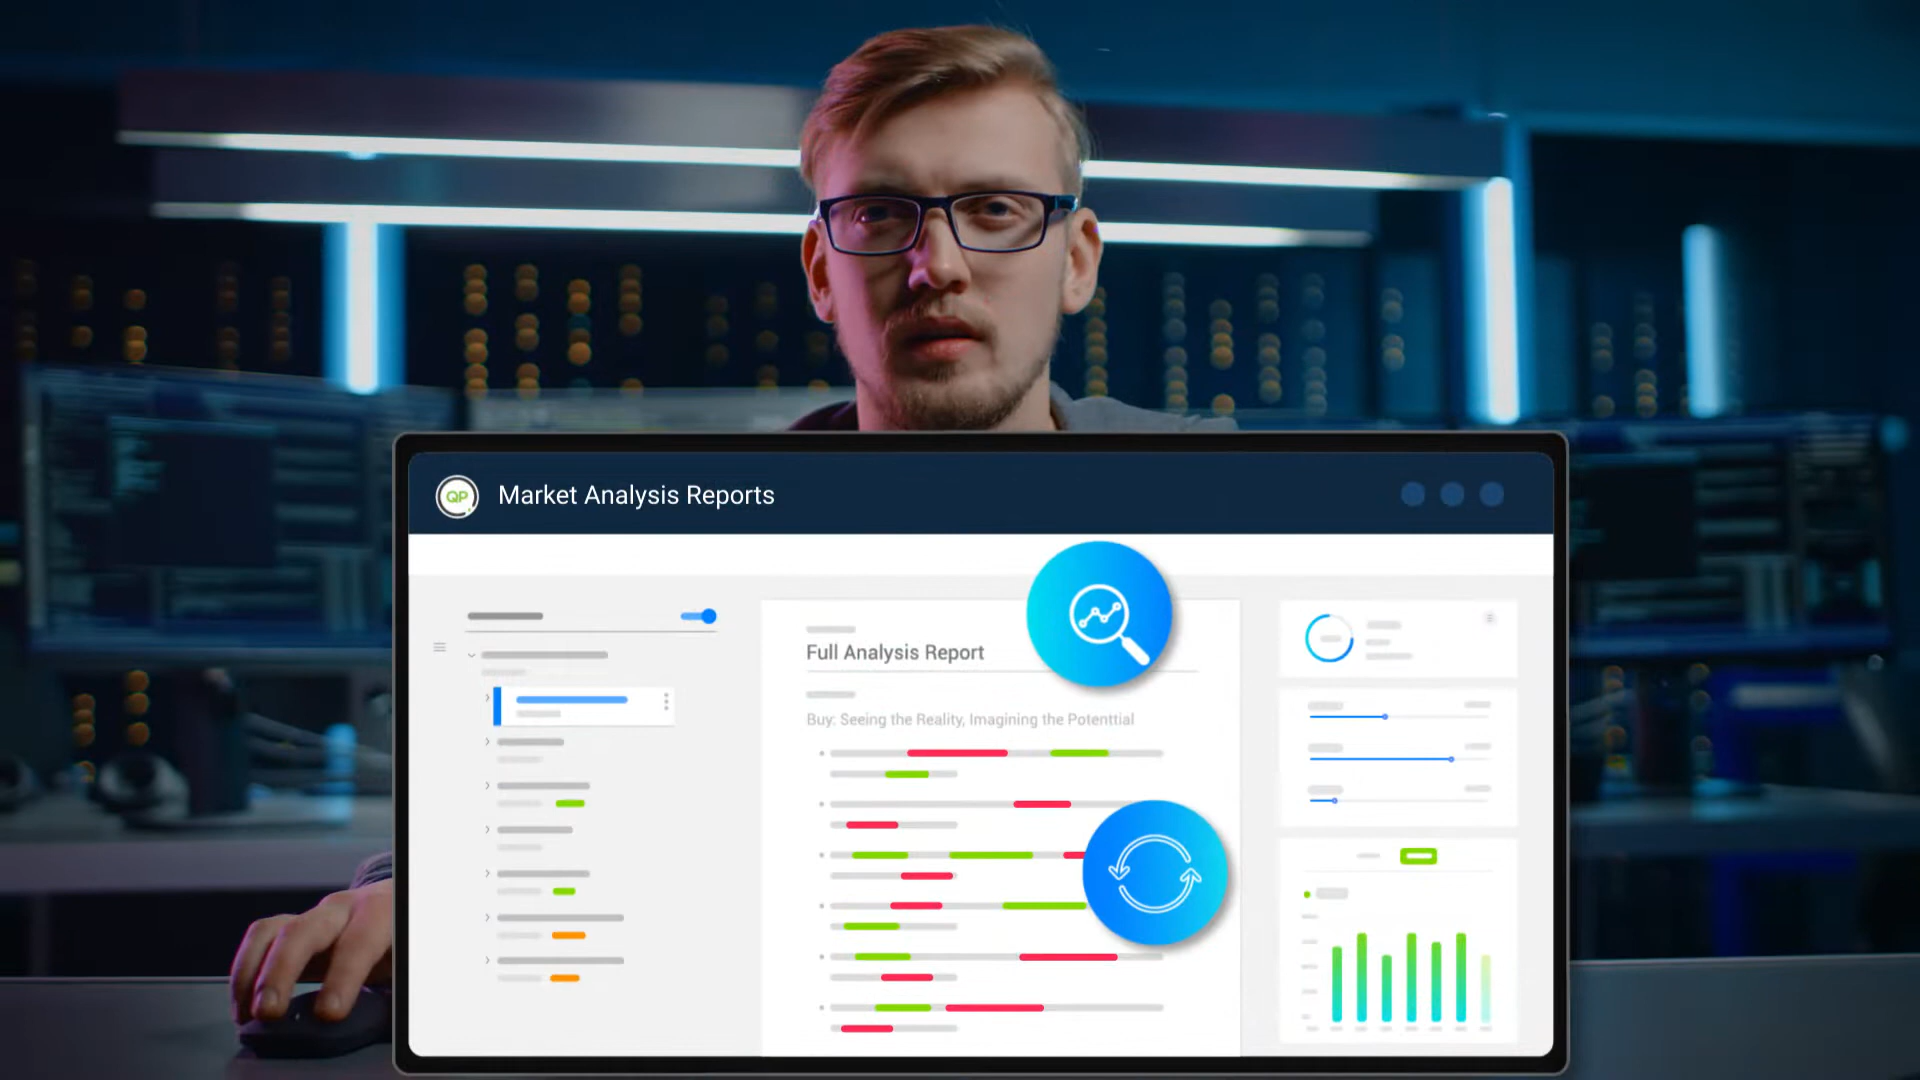 QP
Market Analysis Reports
Full Analysis Report
Buy: Seeing the Reality, Imagining the Potenttial